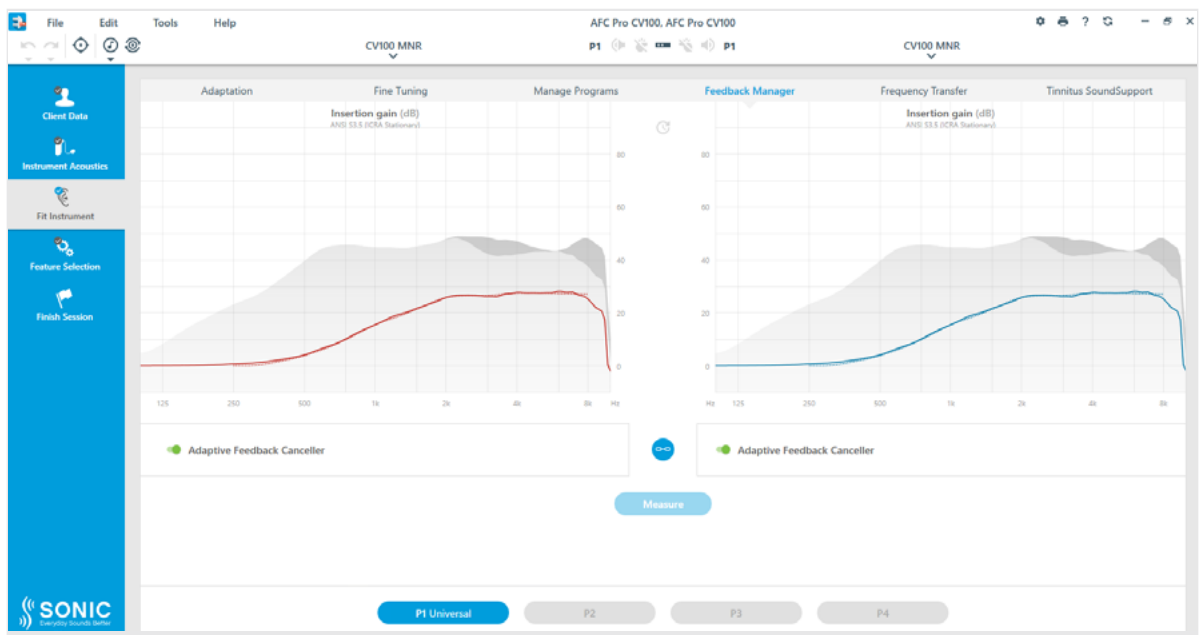 File Edit Tools Help AFC Pro CV100, AFC Pro CV100 ?
CV100 MNR P1 P1 CV100 MNR
Client Data
Instrument Acoustics
Fit Instrument
Feature Selection
Finish Session
Adaptation Fine Tuning Manage Programs Feedback Manager Frequency Transfer Tinnitus SoundSupport
Insertion gain (dB)
ANSI S3.5 (ICRA Stationary)
80
60
40
20
0
125 250 500 1k 2k 4k 8k Hz
Insertion gain (dB)
ANSI S3.5 (ICRA Stationary)
80
60
40
20
0
Hz 125 250 500 1k 2k 4k 8k
Adaptive Feedback Canceller
Adaptive Feedback Canceller
Measure
P1 Universal P2 P3 P4
SONIC
Everyday Sounds Better